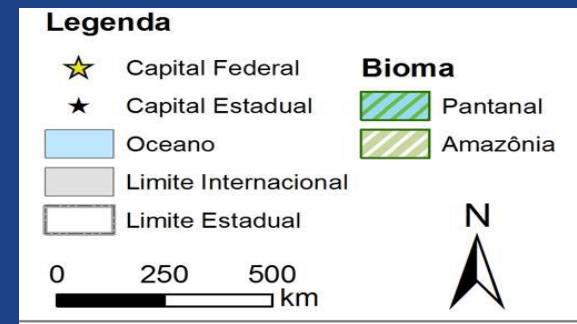 Legenda
Capital Federal
Capital Estadual
Oceano
Limite Internacional
Limite Estadual
Bioma
Pantanal
Amazônia
N
0 250 500
km